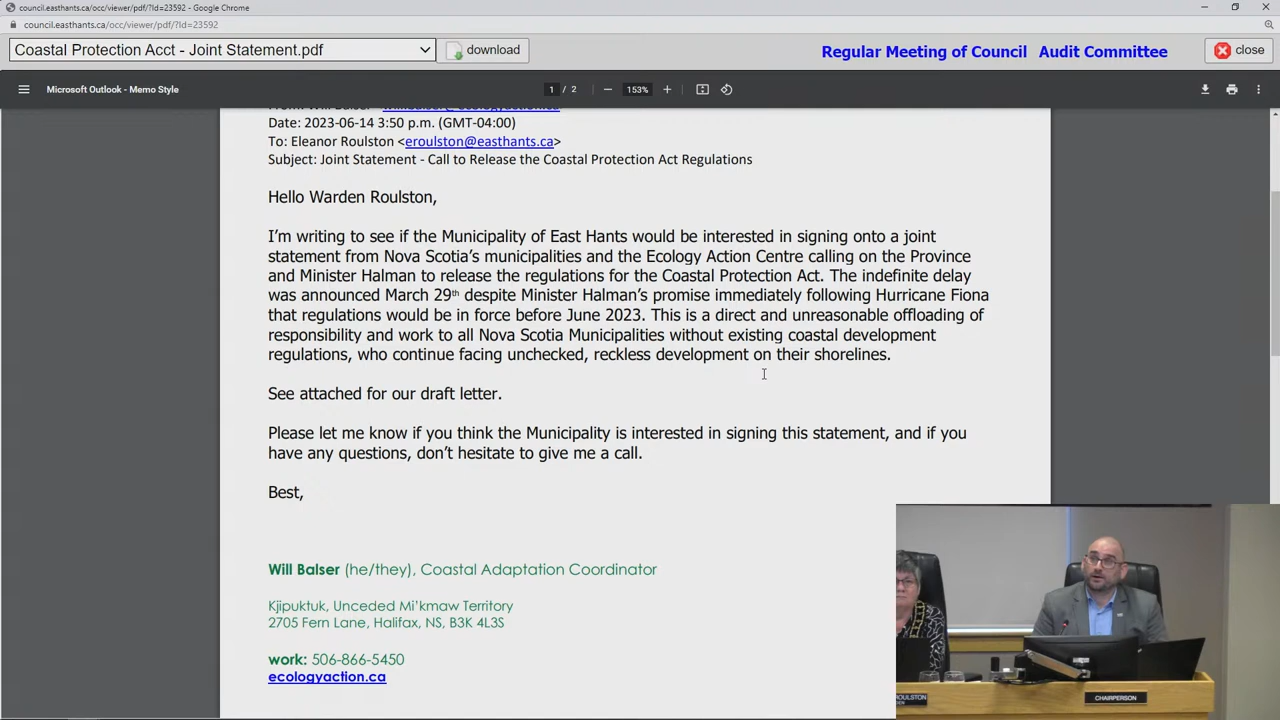 council.easthants.ca/occ/viewer/pdf/?Id=23592 - Google Chrome
council.easthants.ca/occ/viewer/pdf/?Id=23592
Coastal Protection Acct - Joint Statement.pdf
download
Regular Meeting of Council Audit Committee
close
Microsoft Outlook - Memo Style
1 / 2
153%
Date: 2023-06-14 3:50 p.m. (GMT-04:00)
To: Eleanor Roulston <eroulston@easthants.ca>
Subject: Joint Statement - Call to Release the Coastal Protection Act Regulations
Hello Warden Roulston,
I'm writing to see if the Municipality of East Hants would be interested in signing onto a joint
statement from Nova Scotia's municipalities and the Ecology Action Centre calling on the Province
and Minister Halman to release the regulations for the Coastal Protection Act. The indefinite delay
was announced March 29th despite Minister Halman's promise immediately following Hurricane Fiona
that regulations would be in force before June 2023. This is a direct and unreasonable offloading of
responsibility and work to all Nova Scotia Municipalities without existing coastal development
regulations, who continue facing unchecked, reckless development on their shorelines.
See attached for our draft letter.
Please let me know if you think the Municipality is interested in signing this statement, and if you
have any questions, don't hesitate to give me a call.
Best,
Will Balser (he/they), Coastal Adaptation Coordinator
Kjipuktuk, Unceded Mi'kmaw Territory
2705 Fern Lane, Halifax, NS, B3K 4L3S
work: 506-866-5450
ecologyaction.ca
ROULSTON
CHAIRPERSON